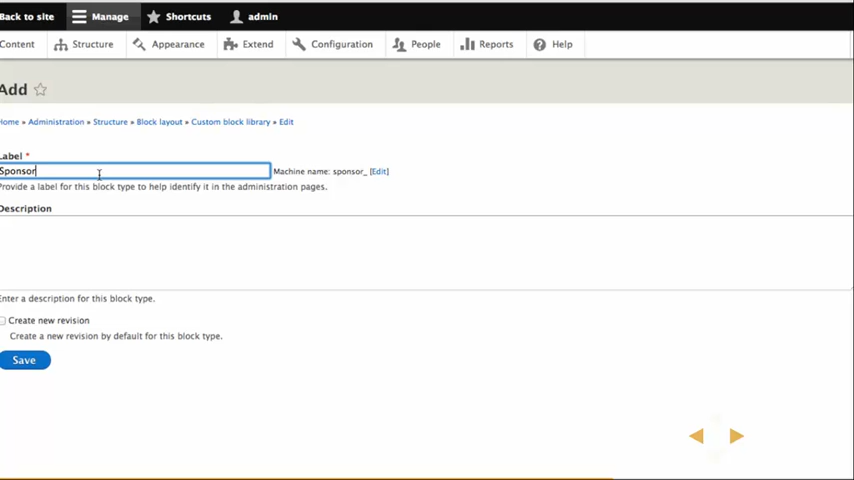 Back to site Manage Shortcuts admin
Content Structure Appearance Extend Configuration People Reports Help
Add
Home » Administration » Structure » Block layout » Custom block library » Edit
Label *
Sponsor Machine name: sponsor_ [Edit]
Provide a label for this block type to help identify it in the administration pages.
Description
Enter a description for this block type.
Create new revision
Create a new revision by default for this block type.
Save